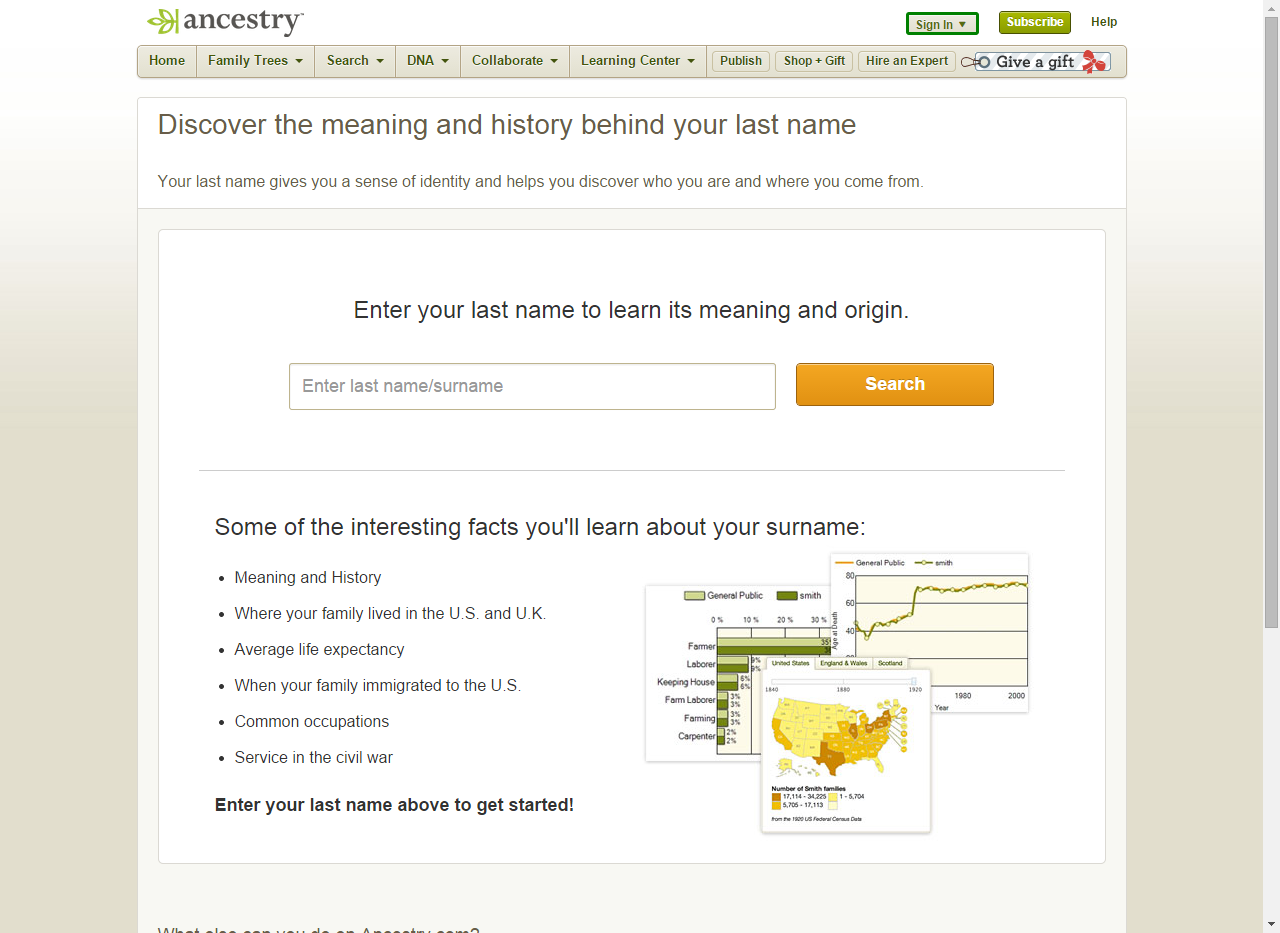 ancestry™
Sign In ▼
Subscribe
Help
Home
Family Trees
Search
DNA
Collaborate
Learning Center
Publish
Shop + Gift
Hire an Expert
Give a gift
Discover the meaning and history behind your last name
Your last name gives you a sense of identity and helps you discover who you are and where you come from.
Enter your last name to learn its meaning and origin.
Enter last name/surname
Search
Some of the interesting facts you'll learn about your surname:
Meaning and History
Where your family lived in the U.S. and U.K.
Average life expectancy
When your family immigrated to the U.S.
Common occupations
Service in the civil war
Enter your last name above to get started!
General Public
smith
0 %
10 %
20 %
30 %
Farmer
35
Laborer
9%
9%
Keeping House
6%
6%
Farm Laborer
3%
3%
Farming
3%
3%
Carpenter
2%
2%
General Public
smith
80
60
40
20
Age at Death
1980
2000
Year
United States
England & Wales
Scotland
1840
1880
1920
Number of Smith families
17,114 - 34,225
1 - 5,704
5,705 - 17,113
from the 1920 US Federal Census Data
What else can you do on Ancestry.com?